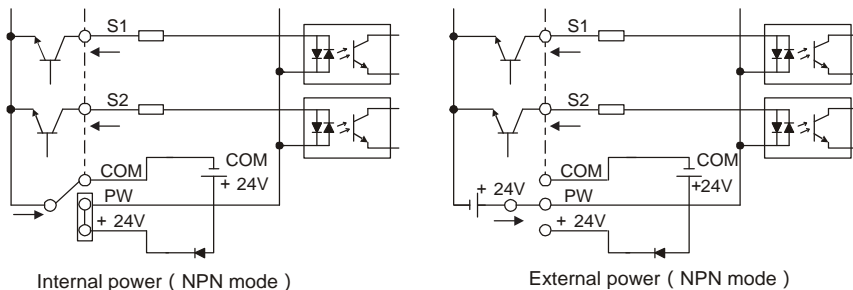 S1
S2
COM
COM
+ 24V
PW
+ 24V
Internal power ( NPN mode )
S1
S2
COM
COM
+ 24V
+24V
PW
+ 24V
External power ( NPN mode )